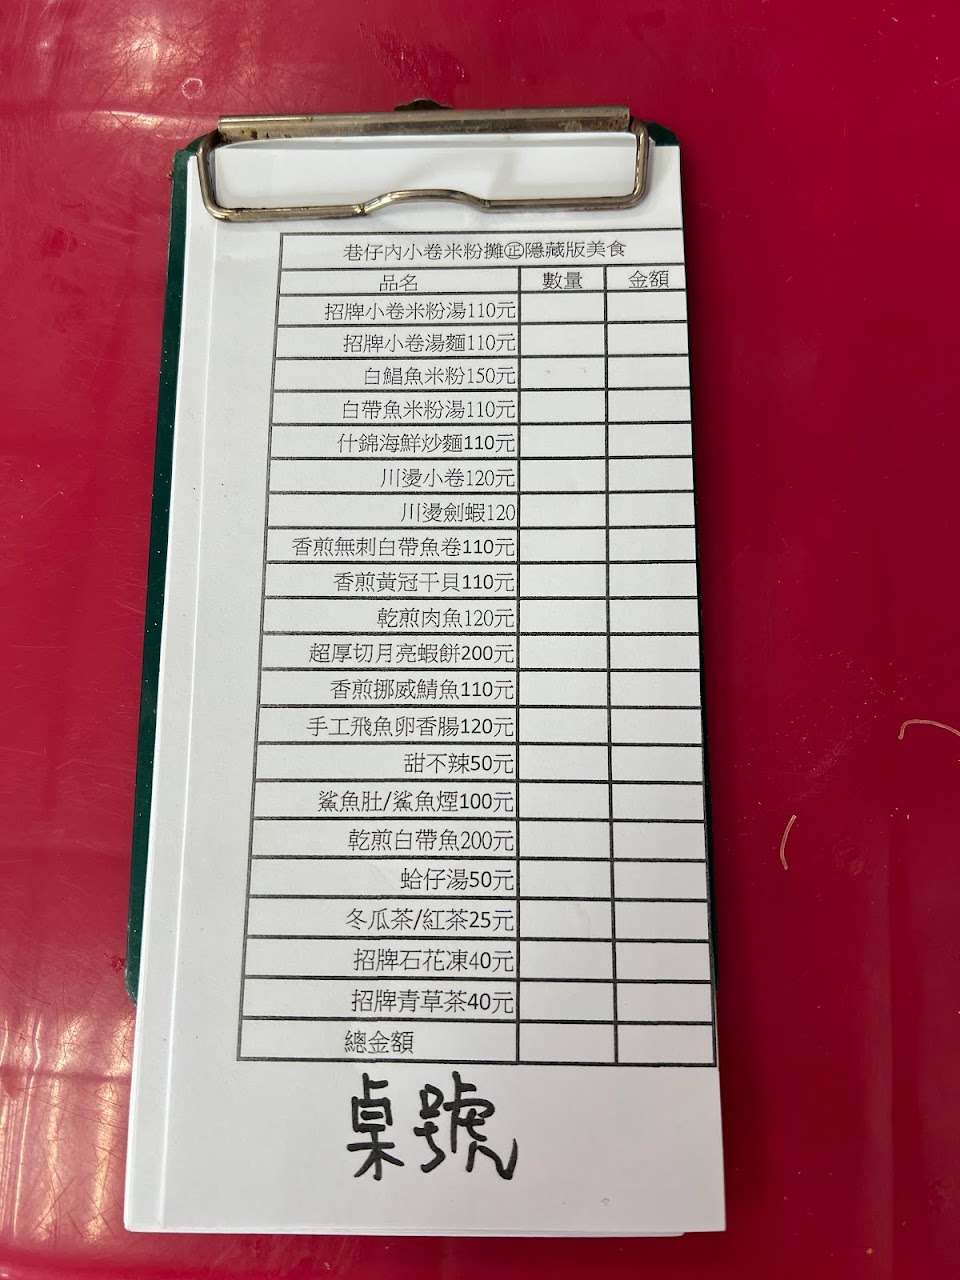 巷仔內小卷米粉攤㊣隱藏版美食
品名 數量 金額
招牌小卷米粉湯110元
招牌小卷湯麵110元
白鯧魚米粉150元
白帶魚米粉湯110元
什錦海鮮炒麵110元
川燙小卷120元
川燙劍蝦120
香煎無刺白帶魚卷110元
香煎黃冠干貝110元
乾煎肉魚120元
超厚切月亮蝦餅200元
香煎挪威鯖魚110元
手工飛魚卵香腸120元
甜不辣50元
鯊魚肚/鯊魚煙100元
乾煎白帶魚200元
蛤仔湯50元
冬瓜茶/紅茶25元
招牌石花凍40元
招牌青草茶40元
總金額
桌號